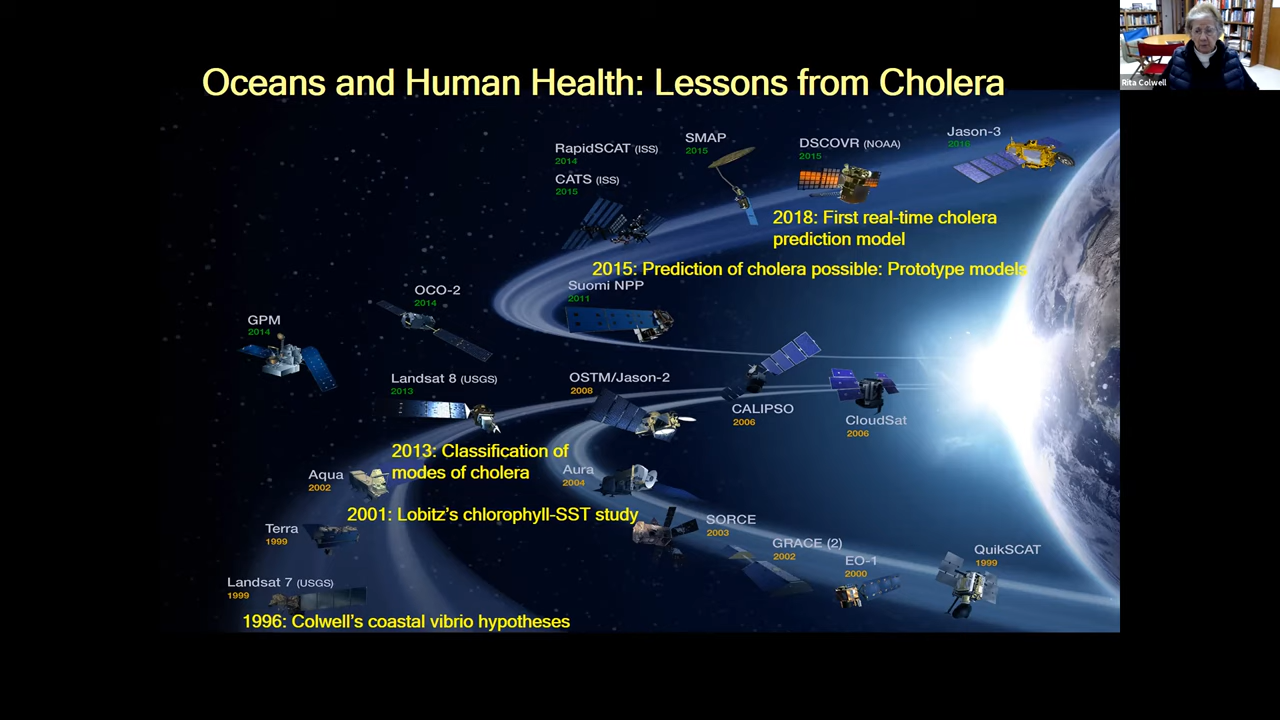 Oceans and Human Health: Lessons from Cholera
Rita Colwell
Jason-3
2016
SMAP
2015
DSCOVR (NOAA)
2015
RapidSCAT (ISS)
2014
CATS (ISS)
2015
2018: First real-time cholera
prediction model
2015: Prediction of cholera possible: Prototype models
Suomi NPP
2011
OCO-2
2014
GPM
2014
Landsat 8 (USGS)
2013
OSTM/Jason-2
2008
CALIPSO
2006
CloudSat
2006
2013: Classification of
modes of cholera
Aqua
2002
Aura
2004
2001: Lobitz's chlorophyll-SST study
Terra
1999
SORCE
2003
GRACE (2)
2002
EO-1
2000
QuikSCAT
1999
Landsat 7 (USGS)
1999
1996: Colwell's coastal vibrio hypotheses